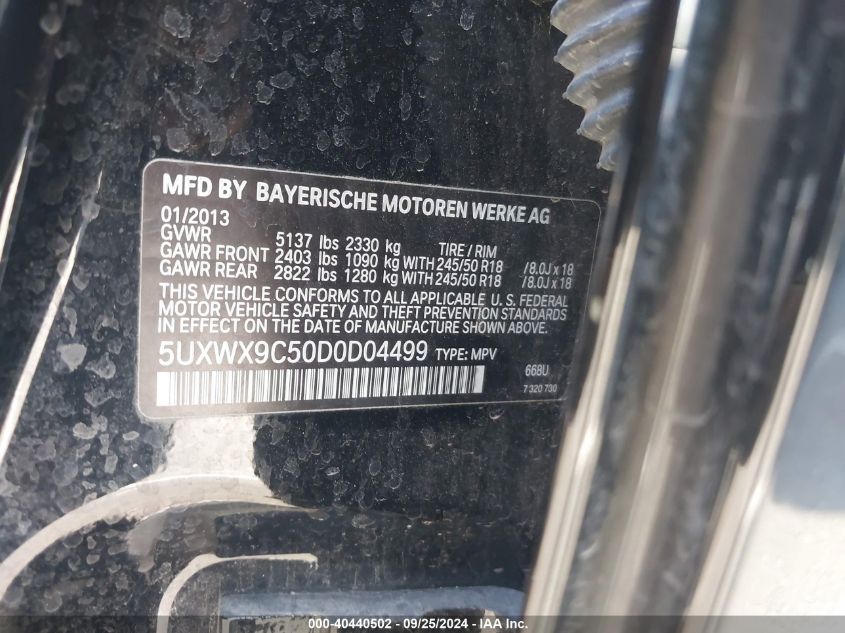 MFD BY BAYERISCHE MOTOREN WERKE AG
01/2013
GVWR 5137 lbs 2330 kg TIRE / RIM
GAWR FRONT 2403 lbs 1090 kg WITH 245/50 R18 / 8.0J x 18
GAWR REAR 2822 lbs 1280 kg WITH 245/50 R18 / 8.0J x 18
THIS VEHICLE CONFORMS TO ALL APPLICABLE U.S. FEDERAL
MOTOR VEHICLE SAFETY AND THEFT PREVENTION STANDARDS
IN EFFECT ON THE DATE OF MANUFACTURE SHOWN ABOVE.
5UXWX9C50D0D04499 TYPE: MPV
668U
7 320 730
000-40440502 - 09/25/2024 - IAA Inc.